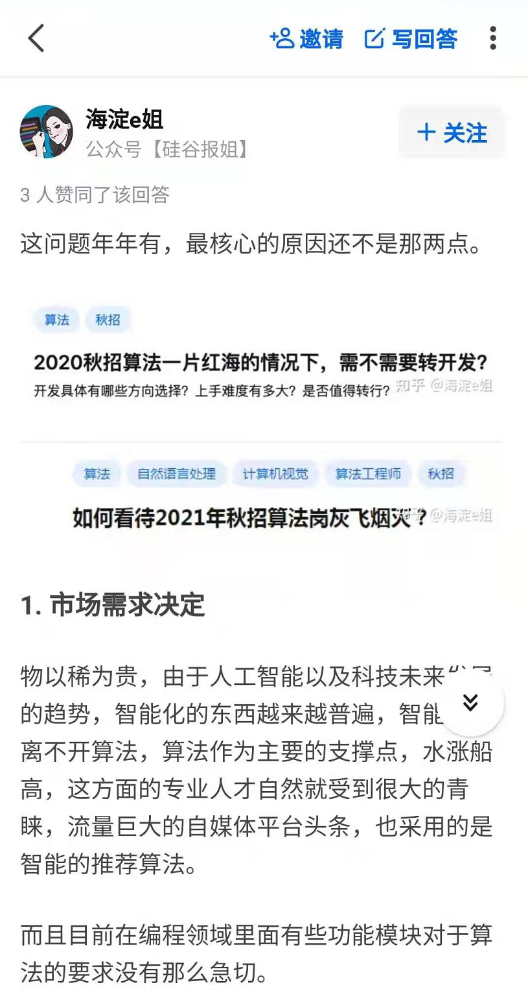 邀请 写回答
海淀e姐
公众号【硅谷报姐】
+ 关注
3 人赞同了该回答
这问题年年有，最核心的原因还不是那两点。
算法 秋招
2020秋招算法一片红海的情况下，需不需要转开发？
开发具体有哪些方向选择？上手难度有多大？是否值得转行？
知乎 @海淀e姐
算法 自然语言处理 计算机视觉 算法工程师 秋招
如何看待2021年秋招算法岗灰飞烟灭？
知乎 @海淀e姐
1. 市场需求决定
物以稀为贵，由于人工智能以及科技未来
的趋势，智能化的东西越来越普遍，智能
离不开算法，算法作为主要的支撑点，水涨船
高，这方面的专业人才自然就受到很大的青
睐，流量巨大的自媒体平台头条，也采用的是
智能的推荐算法。
而且目前在编程领域里面有些功能模块对于算
法的要求没有那么急切。